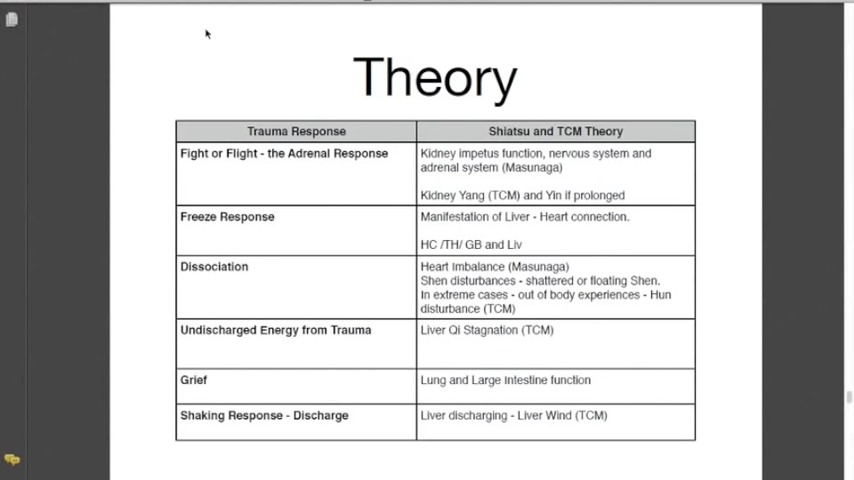 Theory
Trauma Response
Shiatsu and TCM Theory
Fight or Flight - the Adrenal Response
Kidney impetus function, nervous system and
adrenal system (Masunaga)
Kidney Yang (TCM) and Yin if prolonged
Freeze Response
Manifestation of Liver - Heart connection.
HC /TH/ GB and Liv
Dissociation
Heart Imbalance (Masunaga)
Shen disturbances - shattered or floating Shen.
In extreme cases - out of body experiences - Hun
disturbance (TCM)
Undischarged Energy from Trauma
Liver Qi Stagnation (TCM)
Grief
Lung and Large Intestine function
Shaking Response - Discharge
Liver discharging - Liver Wind (TCM)